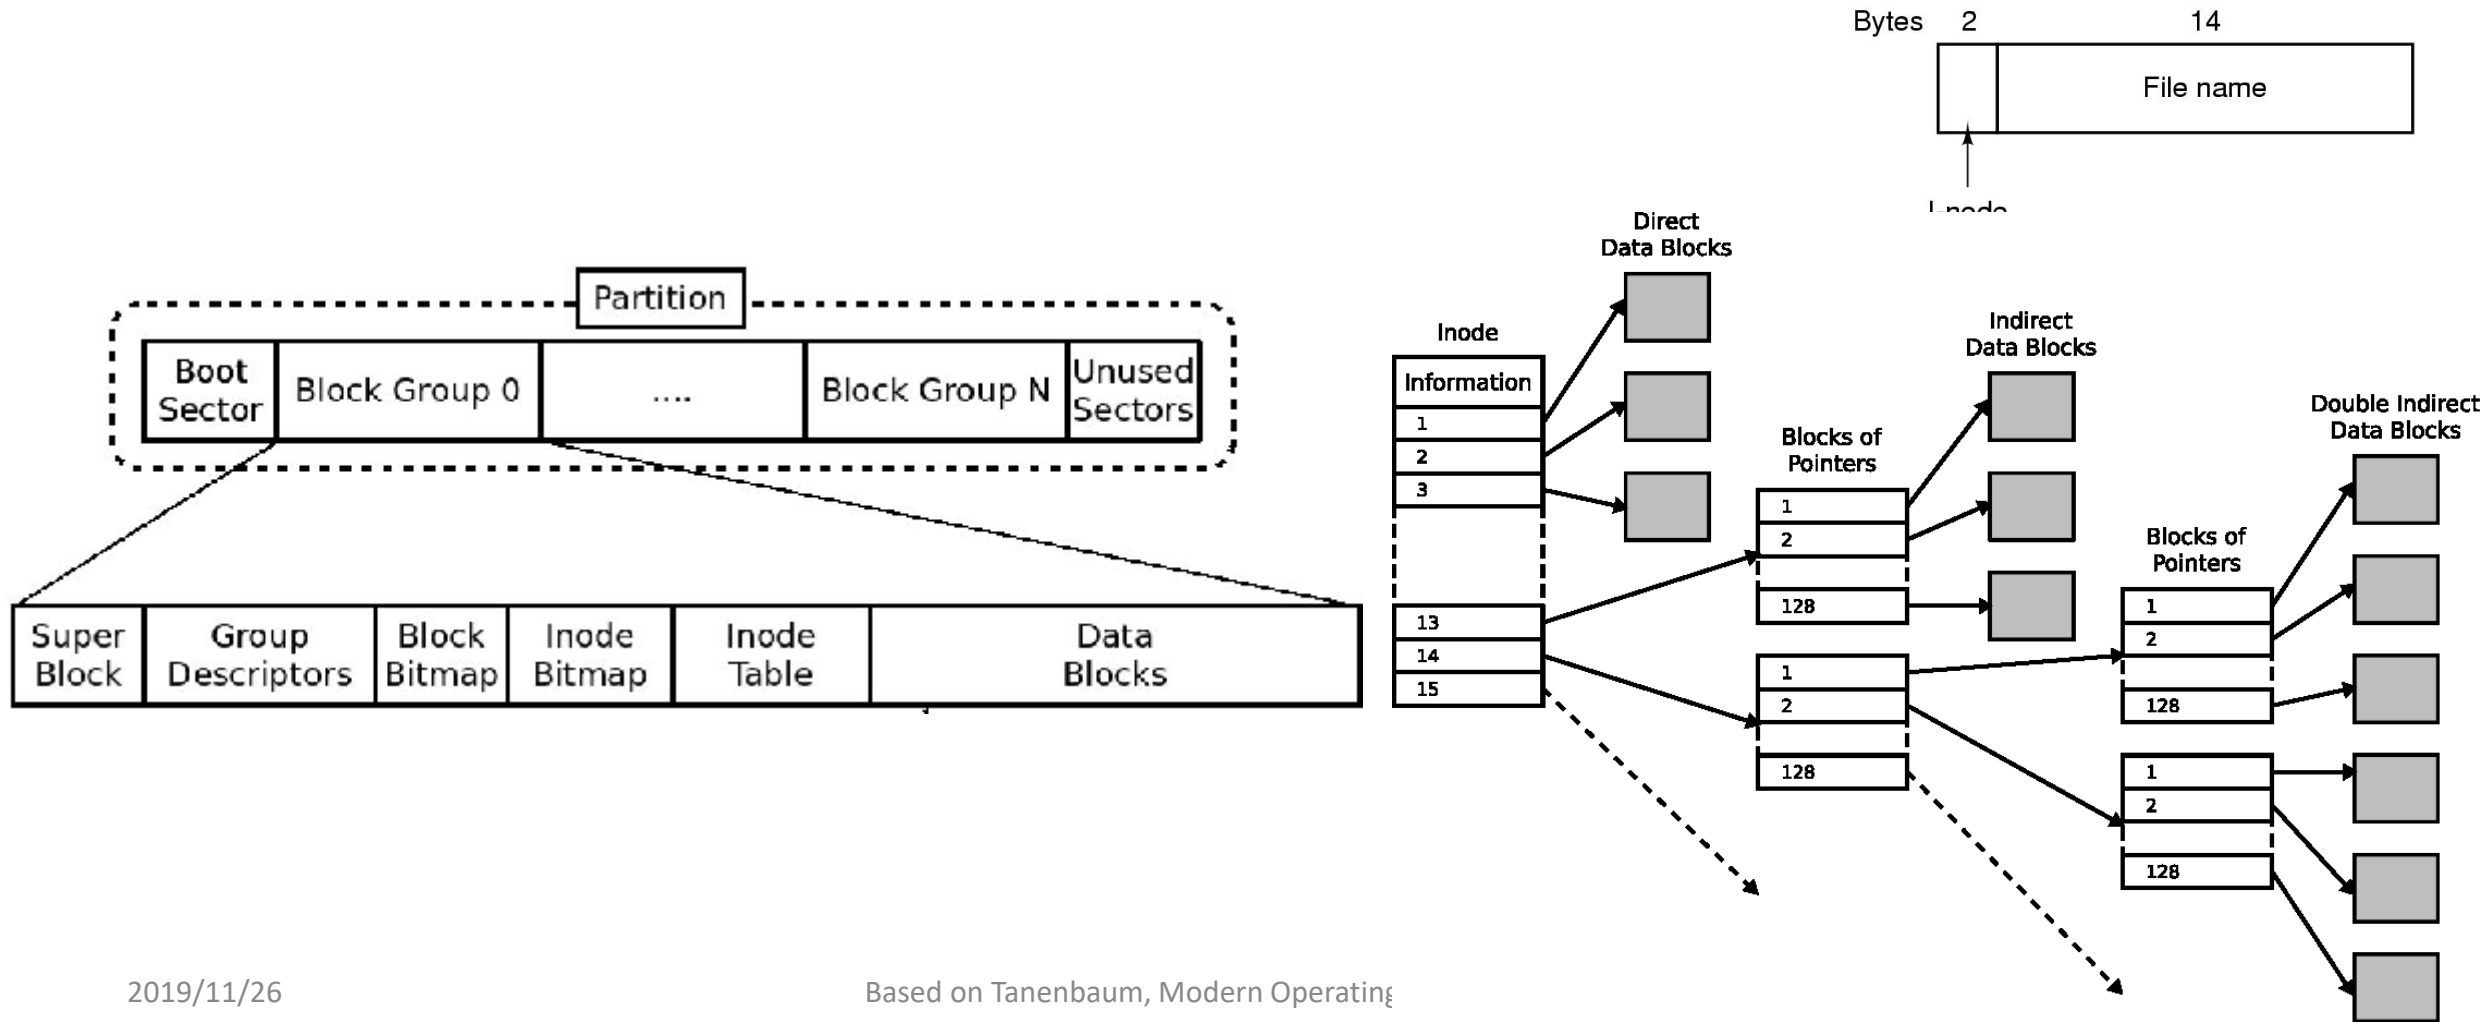 Bytes 2 14
File name
I-node
Partition
Boot
Sector
Block Group 0
....
Block Group N
Unused
Sectors
Super
Block
Group
Descriptors
Block
Bitmap
Inode
Bitmap
Inode
Table
Data
Blocks
Direct
Data Blocks
Inode
Information
1
2
3
13
14
15
Blocks of
Pointers
1
2
128
1
2
128
Indirect
Data Blocks
Blocks of
Pointers
1
2
128
1
2
128
Double Indirect
Data Blocks
2019/11/26
Based on Tanenbaum, Modern Operating